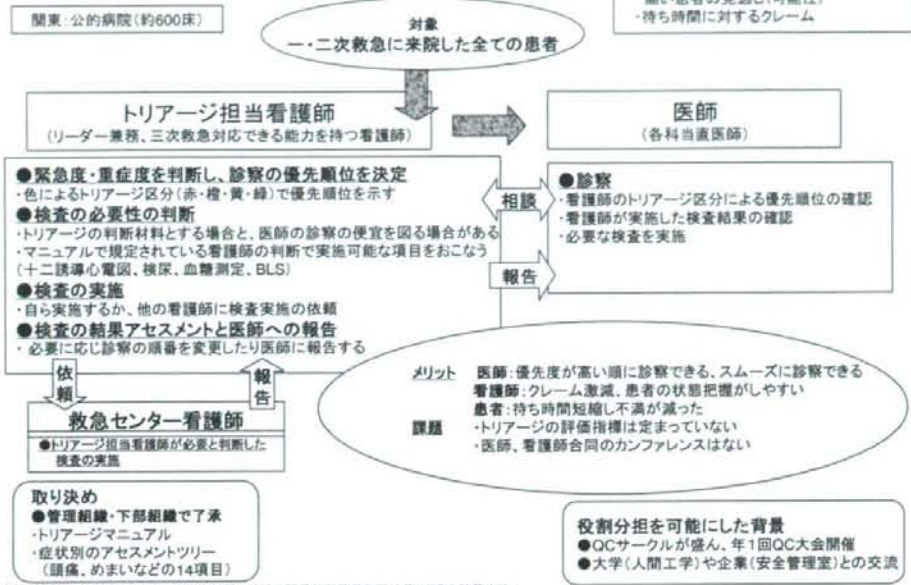 関東:公的病院(約600床)
・待ち時間に対するクレーム
対象
一・二次救急に来院した全ての患者
トリアージ担当看護師
(リーダー兼務、三次救急対応できる能力を持つ看護師)
医師
(各科当直医師)
●緊急度・重症度を判断し、診察の優先順位を決定
・色によるトリアージ区分(赤・橙・黄・緑)で優先順位を示す
●検査の必要性の判断
・トリアージの判断材料とする場合と、医師の診察の便宜を図る場合がある
・マニュアルで規定されている看護師の判断で実施可能な項目をおこなう
(十二誘導心電図、検尿、血糖測定、BLS)
●検査の実施
・自ら実施するか、他の看護師に検査実施の依頼
●検査の結果アセスメントと医師への報告
・必要に応じ診察の順番を変更したり医師に報告する
相談
報告
●診察
・看護師のトリアージ区分による優先順位の確認
・看護師が実施した検査結果の確認
・必要な検査を実施
依頼
報告
救急センター看護師
●トリアージ担当看護師が必要と判断した
検査の実施
メリット 医師:優先度が高い順に診察できる、スムーズに診察できる
看護師:クレーム激減、患者の状態把握がしやすい
患者:待ち時間短縮し不満が減った
課題 ・トリアージの評価指標は定まっていない
・医師、看護師合同のカンファレンスはない
取り決め
●管理組織・下部組織で了承
・トリアージマニュアル
・症状別のアセスメントツリー
(頭痛、めまいなどの14項目)
役割分担を可能にした背景
●QCサークルが盛ん、年1回QC大会開催
●大学(人間工学)や企業(安全管理室)との交流